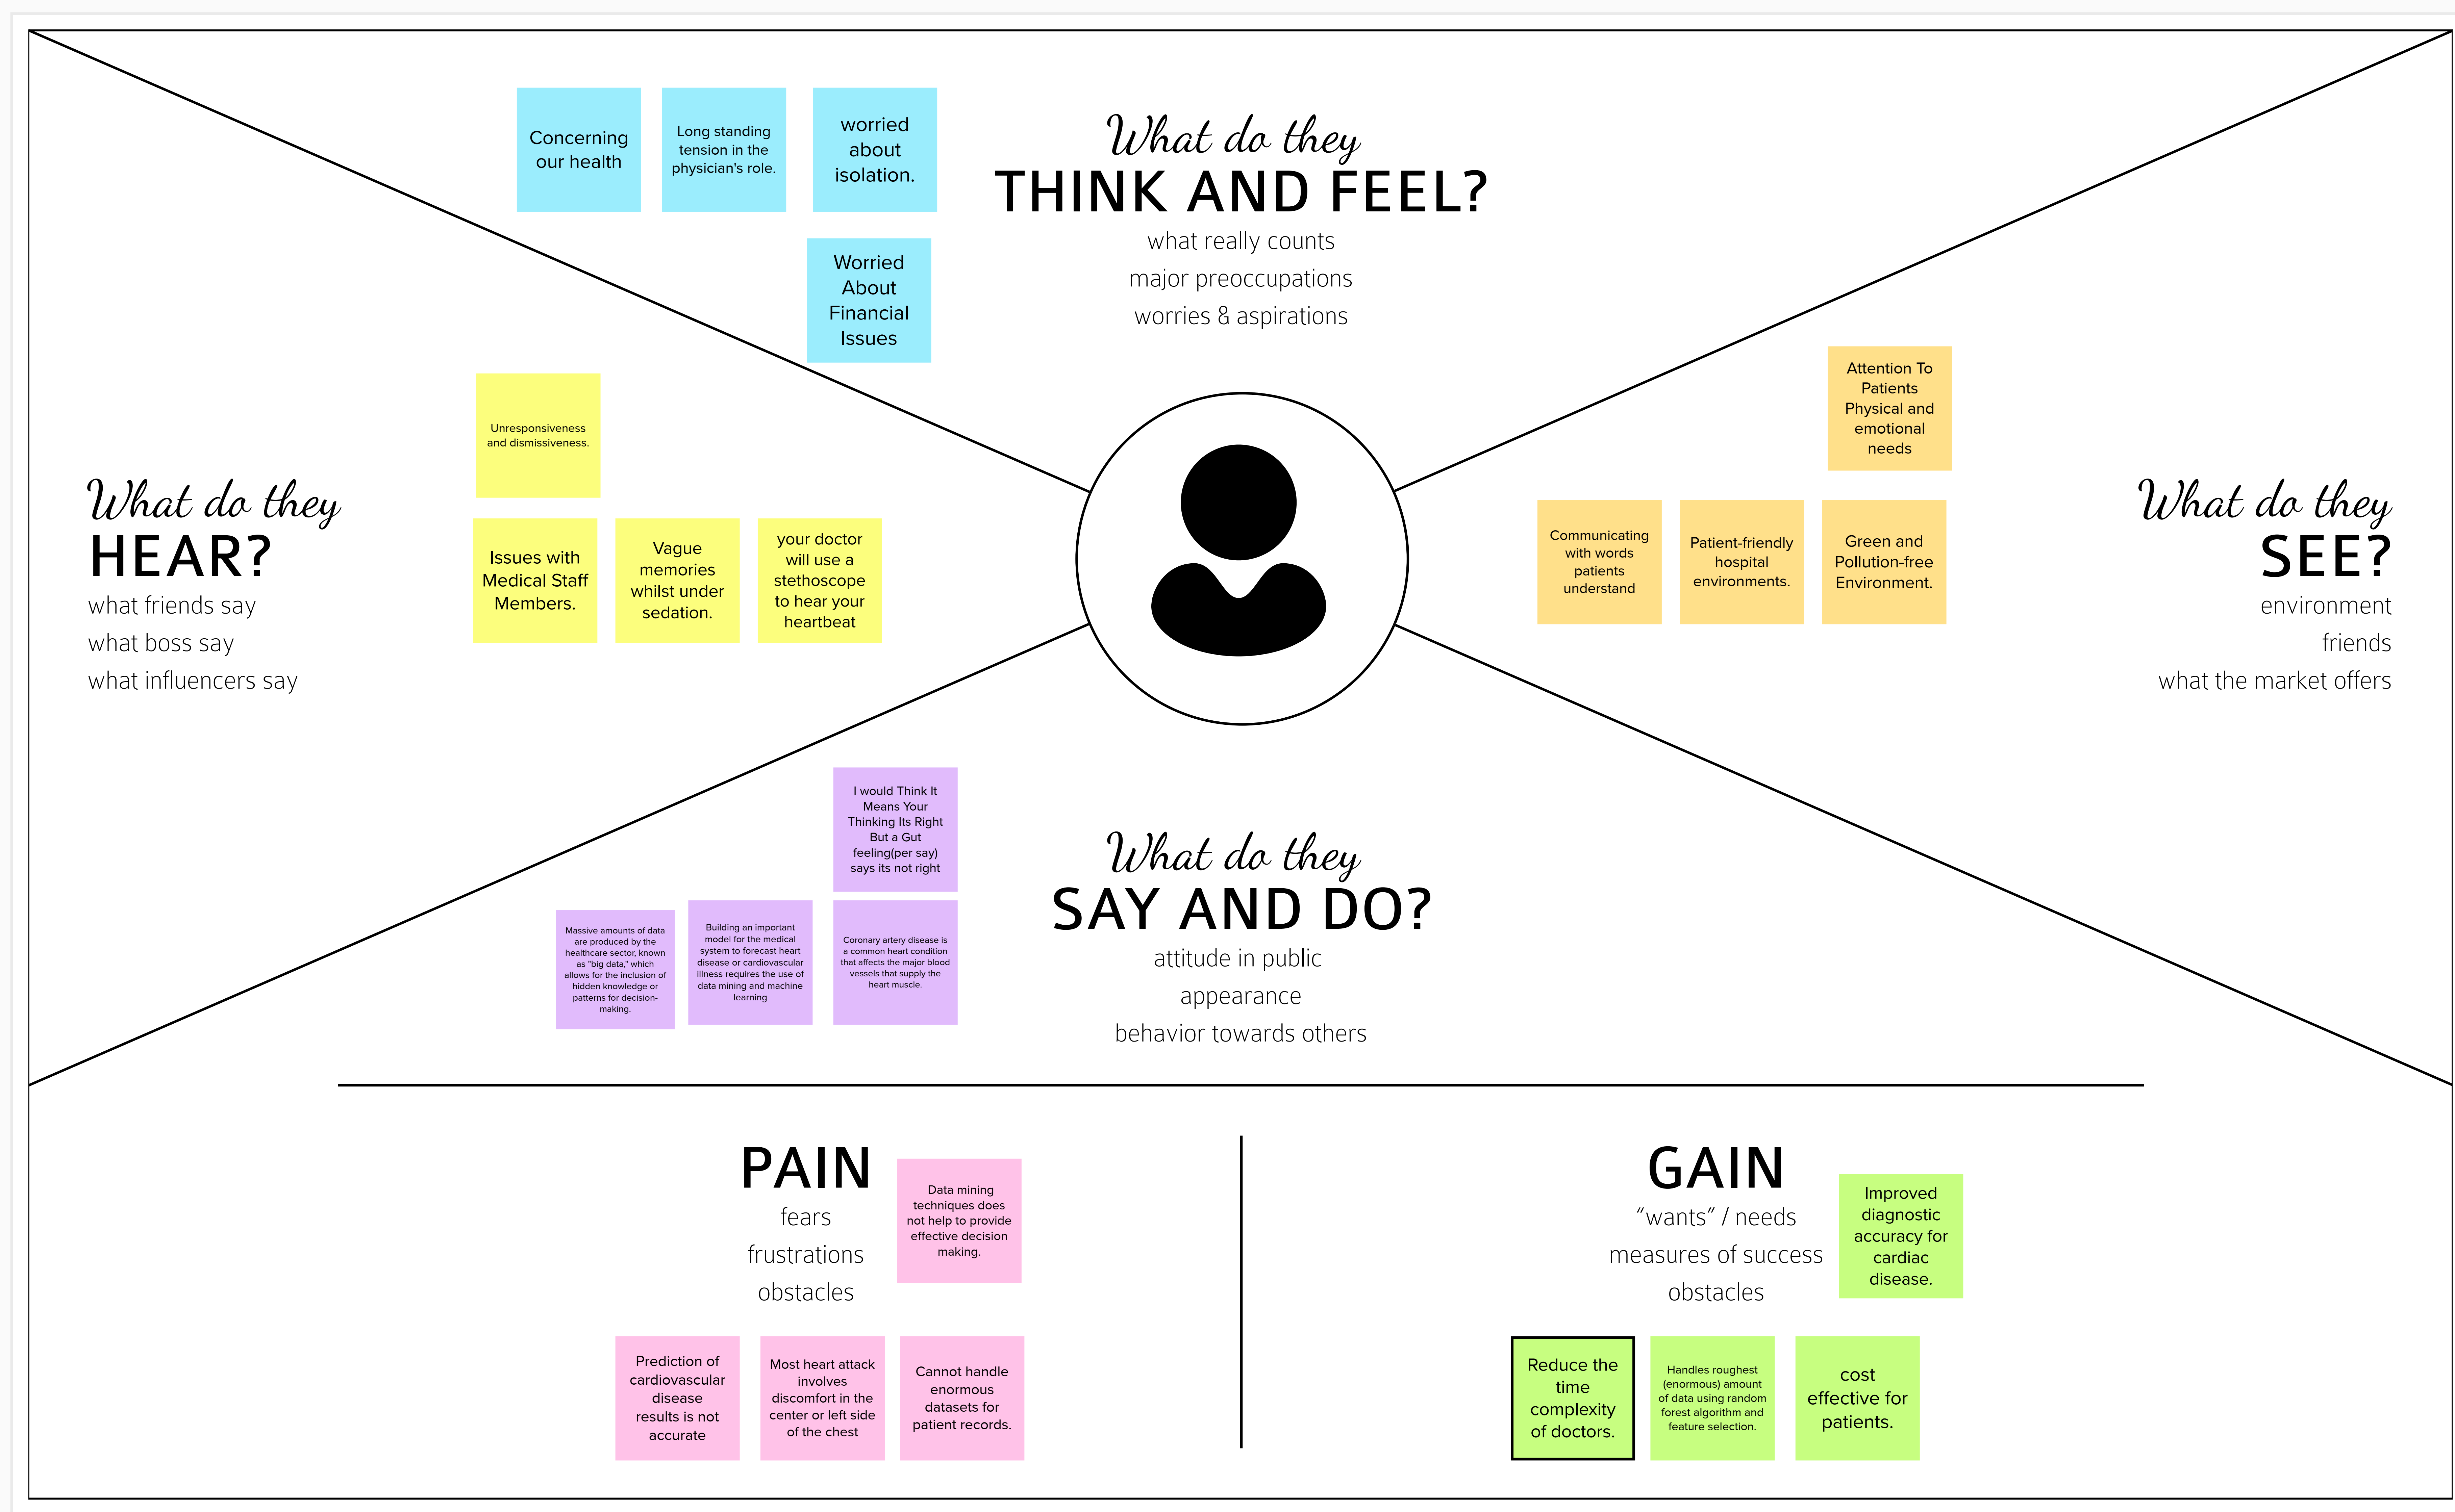 What do they
THINK AND FEEL?
what really counts
major preoccupations
worries & aspirations
Concerning
our health
Long standing
tension in the
physician's role.
worried
about
isolation.
Worried
About
Financial
Issues
What do they
HEAR?
what friends say
what boss say
what influencers say
Unresponsiveness
and dismissiveness.
Issues with
Medical Staff
Members.
Vague
memories
whilst under
sedation.
your doctor
will use a
stethoscope
to hear your
heartbeat
Attention To
Patients
Physical and
emotional
needs
Communicating
with words
patients
understand
Patient-friendly
hospital
environments.
Green and
Pollution-free
Environment.
What do they
SEE?
environment
friends
what the market offers
I would Think It
Means Your
Thinking Its Right
But a Gut
feeling(per say)
says its not right
Massive amounts of data
are produced by the
healthcare sector, known
as "big data," which
allows for the inclusion of
hidden knowledge or
patterns for decision-
making.
Building an important
model for the medical
system to forecast heart
disease or cardiovascular
illness requires the use of
data mining and machine
learning
Coronary artery disease is
a common heart condition
that affects the major blood
vessels that supply the
heart muscle.
What do they
SAY AND DO?
attitude in public
appearance
behavior towards others
PAIN
fears
frustrations
obstacles
Data mining
techniques does
not help to provide
effective decision
making.
Prediction of
cardiovascular
disease
results is not
accurate
Most heart attack
involves
discomfort in the
center or left side
of the chest
Cannot handle
enormous
datasets for
patient records.
GAIN
“wants” / needs
measures of success
obstacles
Improved
diagnostic
accuracy for
cardiac
disease.
Reduce the
time
complexity
of doctors.
Handles roughest
(enormous) amount
of data using random
forest algorithm and
feature selection.
cost
effective for
patients.